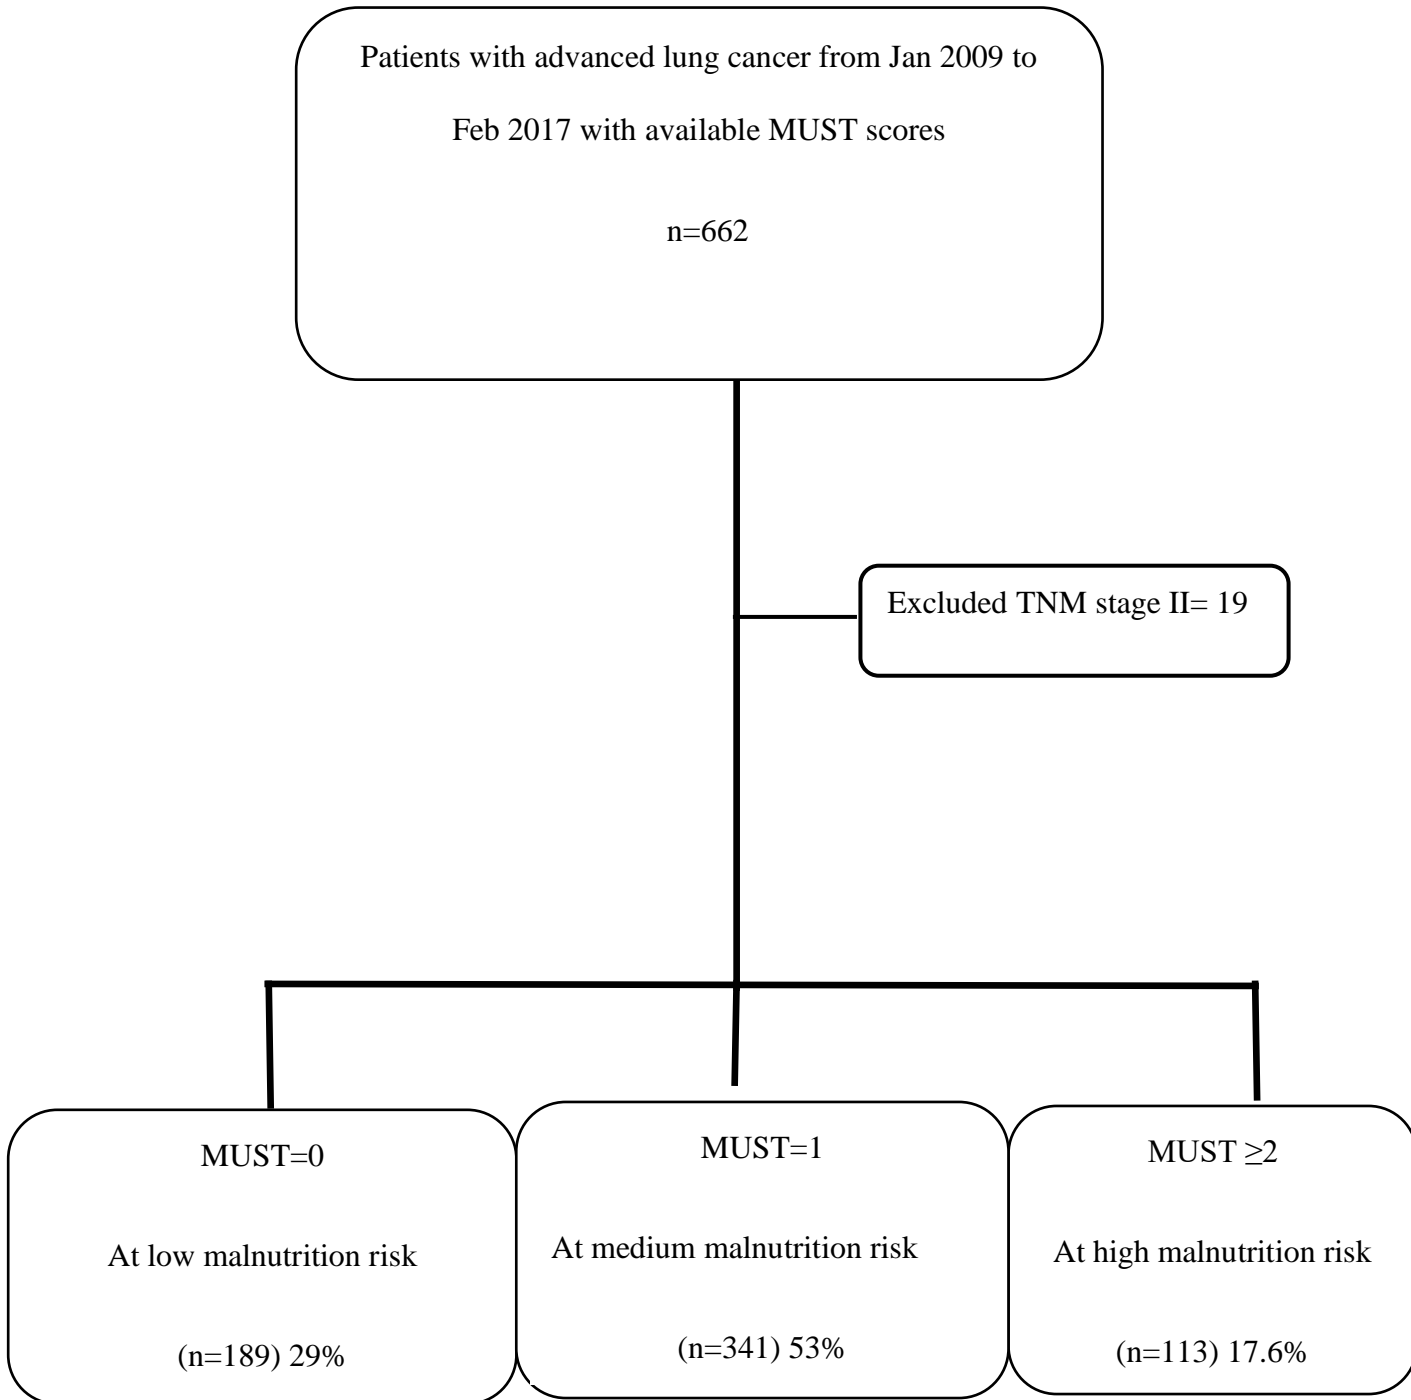 Patients with advanced lung cancer from Jan 2009 to
Feb 2017 with available MUST scores
n=662
Excluded TNM stage II= 19
MUST=0
At low malnutrition risk
(n=189) 29%
MUST=1
At medium malnutrition risk
(n=341) 53%
MUST ≥2
At high malnutrition risk
(n=113) 17.6%